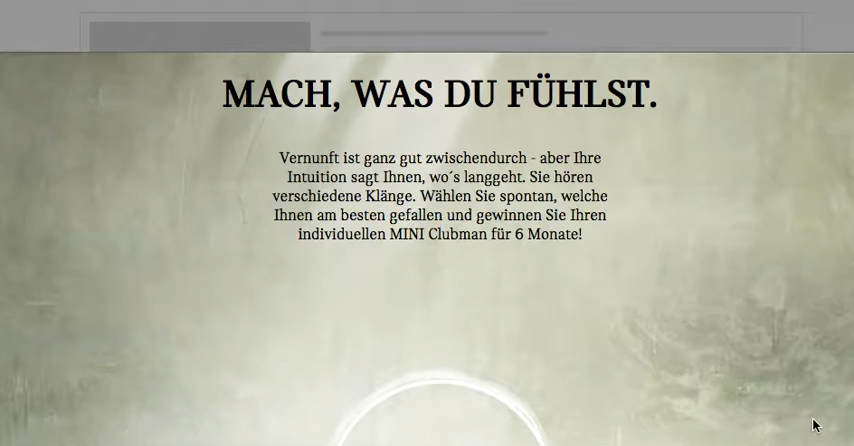 MACH, WAS DU FÜHLST.
Vernunft ist ganz gut zwischendurch - aber Ihre
Intuition sagt Ihnen, wo´s langgeht. Sie hören
verschiedene Klänge. Wählen Sie spontan, welche
Ihnen am besten gefallen und gewinnen Sie Ihren
individuellen MINI Clubman für 6 Monate!